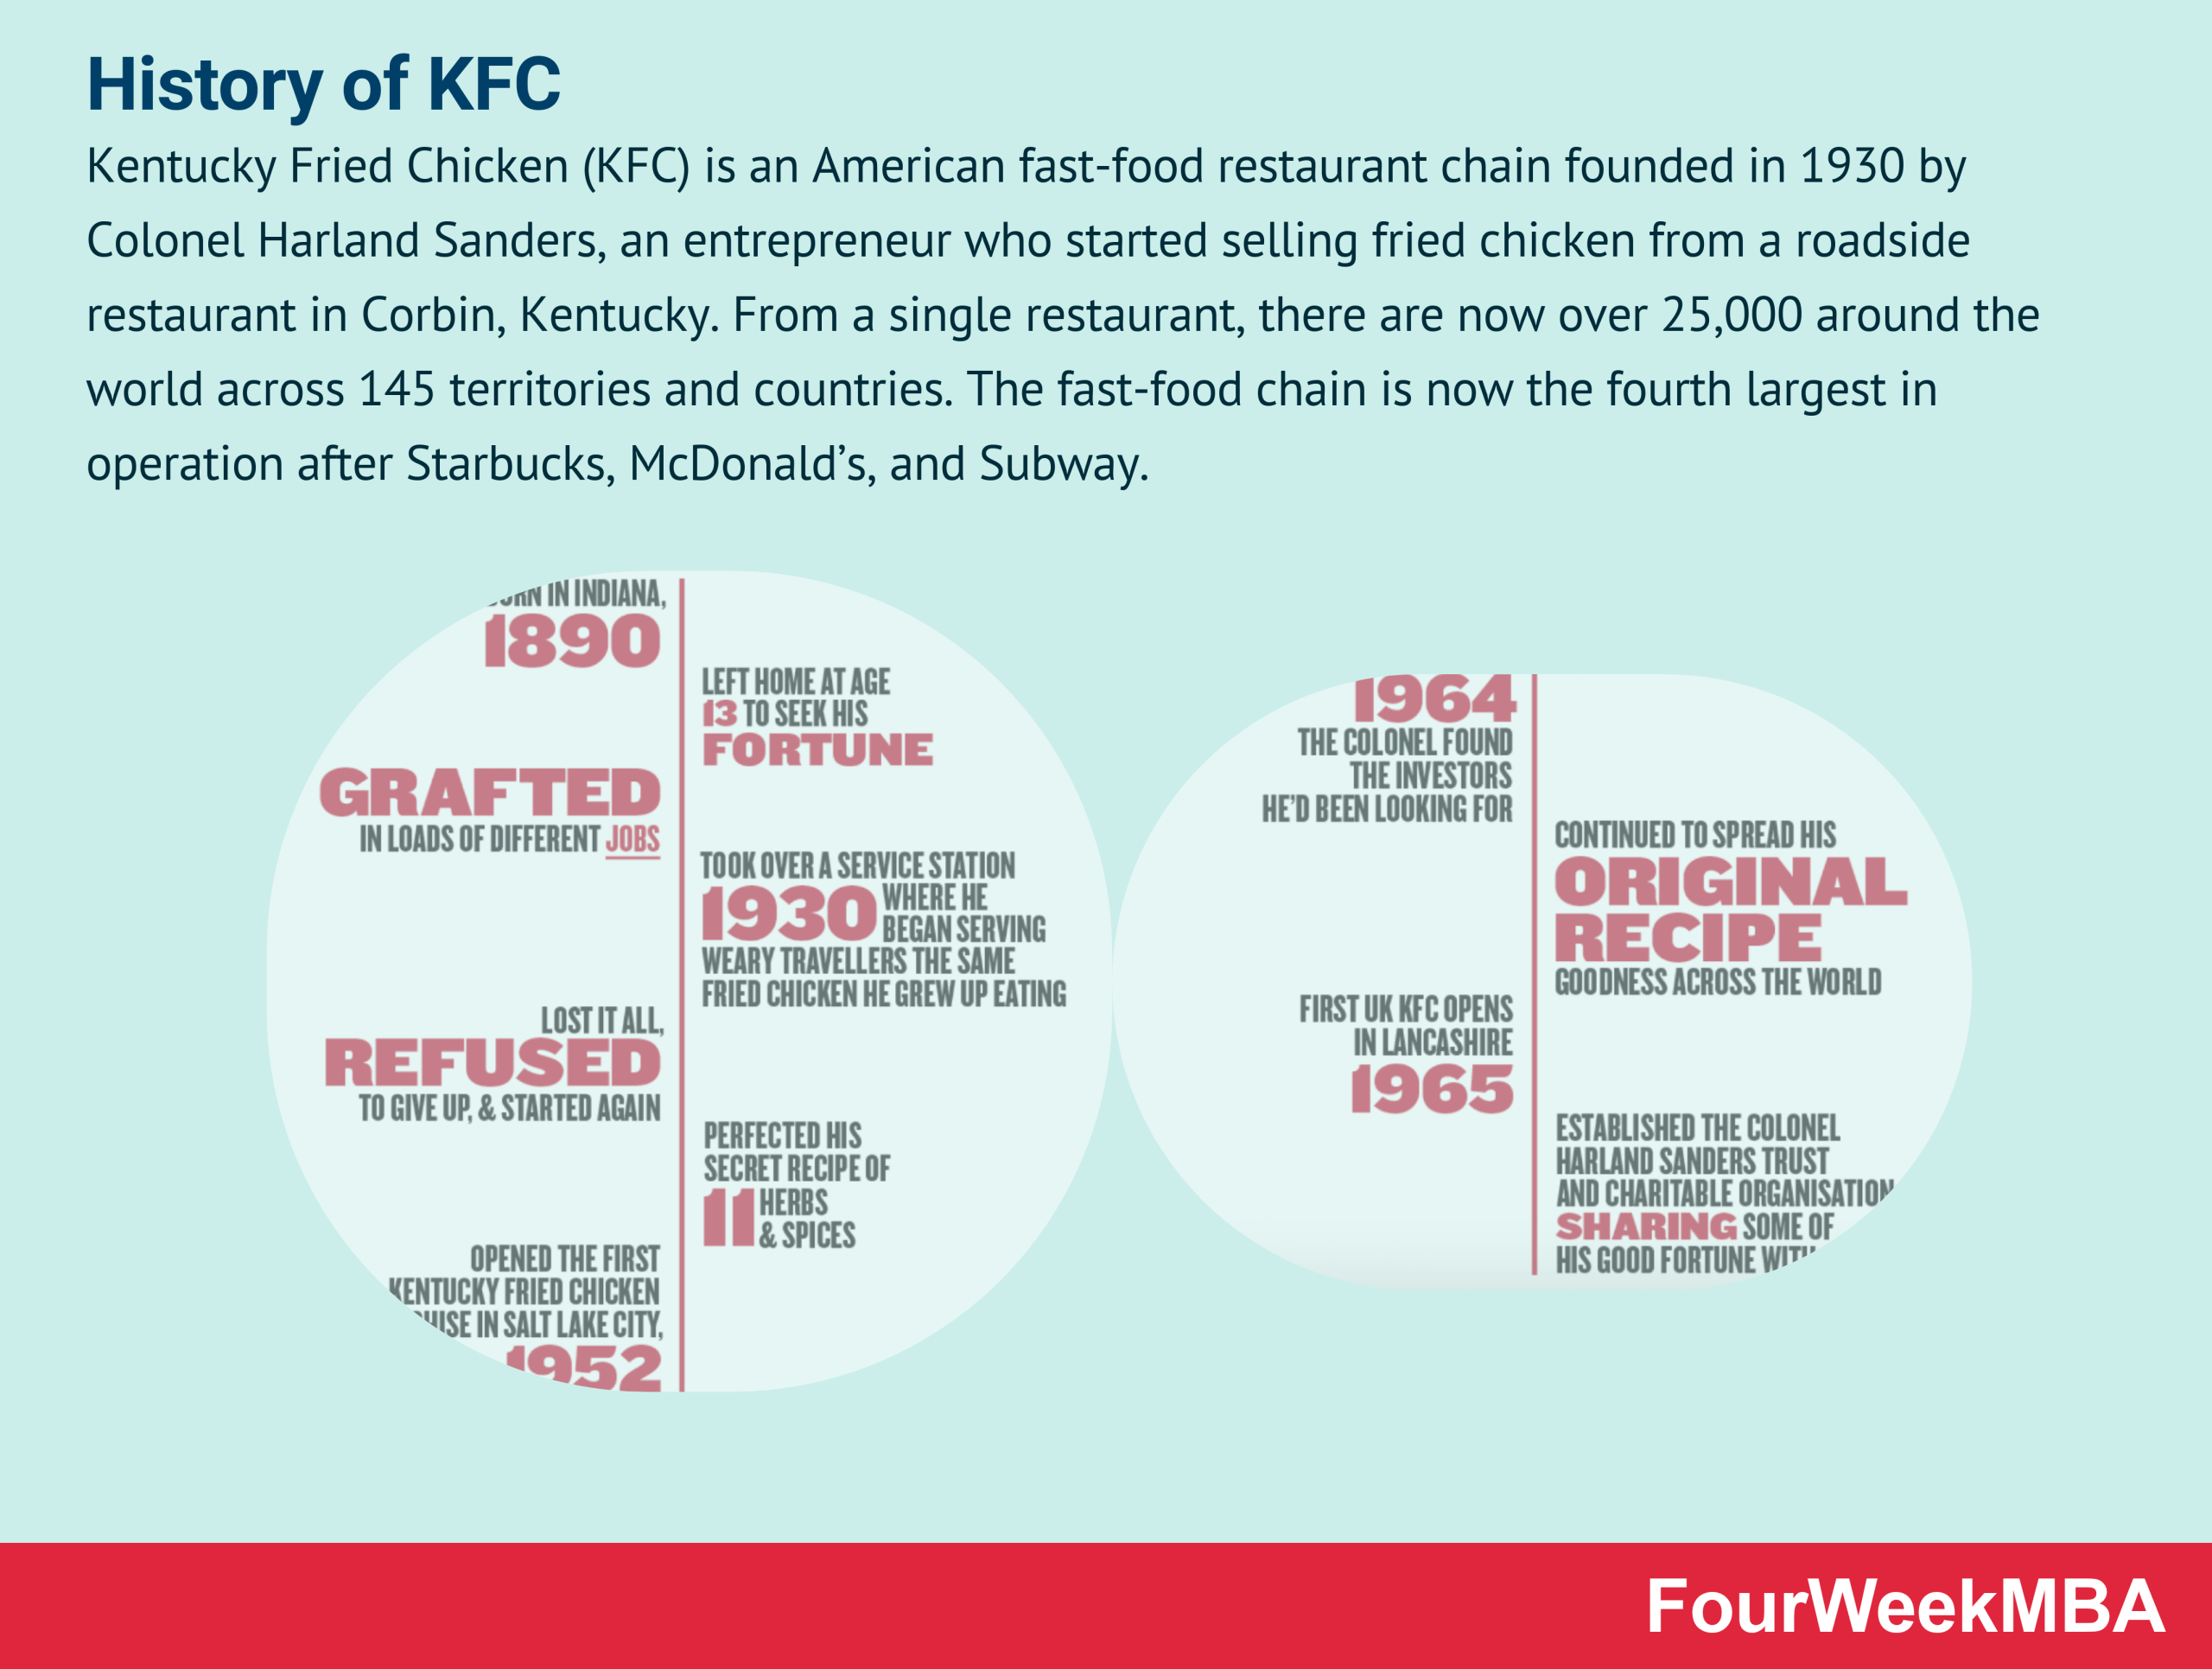 History of KFC
Kentucky Fried Chicken (KFC) is an American fast-food restaurant chain founded in 1930 by
Colonel Harland Sanders, an entrepreneur who started selling fried chicken from a roadside
restaurant in Corbin, Kentucky. From a single restaurant, there are now over 25,000 around the
world across 145 territories and countries. The fast-food chain is now the fourth largest in
operation after Starbucks, McDonald’s, and Subway.
IN INDIANA,
1890
LEFT HOME AT AGE
13 TO SEEK HIS
FORTUNE
GRAFTED
IN LOADS OF DIFFERENT JOBS
TOOK OVER A SERVICE STATION
1930 WHERE HE
BEGAN SERVING
WEARY TRAVELLERS THE SAME
FRIED CHICKEN HE GREW UP EATING
LOST IT ALL,
REFUSED
TO GIVE UP, & STARTED AGAIN
PERFECTED HIS
SECRET RECIPE OF
11 HERBS
& SPICES
OPENED THE FIRST
KENTUCKY FRIED CHICKEN
IN SALT LAKE CITY,
1952
1964
THE COLONEL FOUND
THE INVESTORS
HE’D BEEN LOOKING FOR
CONTINUED TO SPREAD HIS
ORIGINAL
RECIPE
GOODNESS ACROSS THE WORLD
FIRST UK KFC OPENS
IN LANCASHIRE
1965
ESTABLISHED THE COLONEL
HARLAND SANDERS TRUST
AND CHARITABLE ORGANISATION
SHARING SOME OF
HIS GOOD FORTUNE WITH
FourWeekMBA